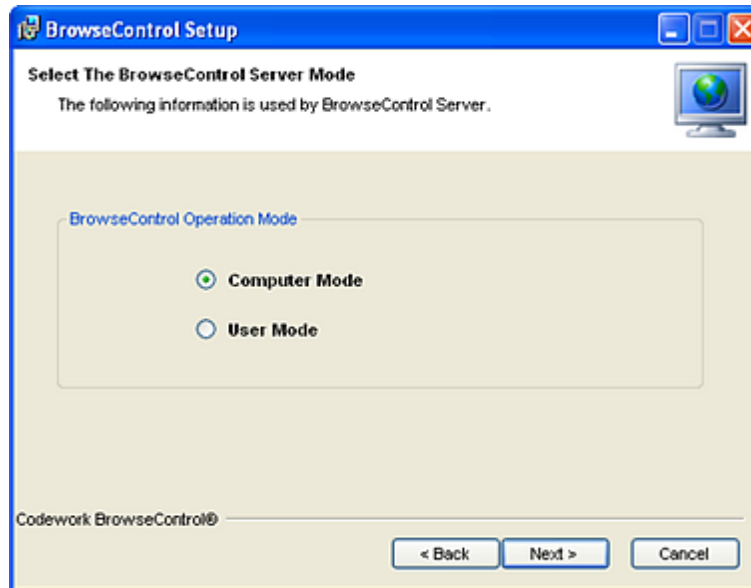 BrowseControl Setup
Select The BrowseControl Server Mode
The following information is used by BrowseControl Server.
BrowseControl Operation Mode
Computer Mode
User Mode
Codework BrowseControl®
< Back Next > Cancel